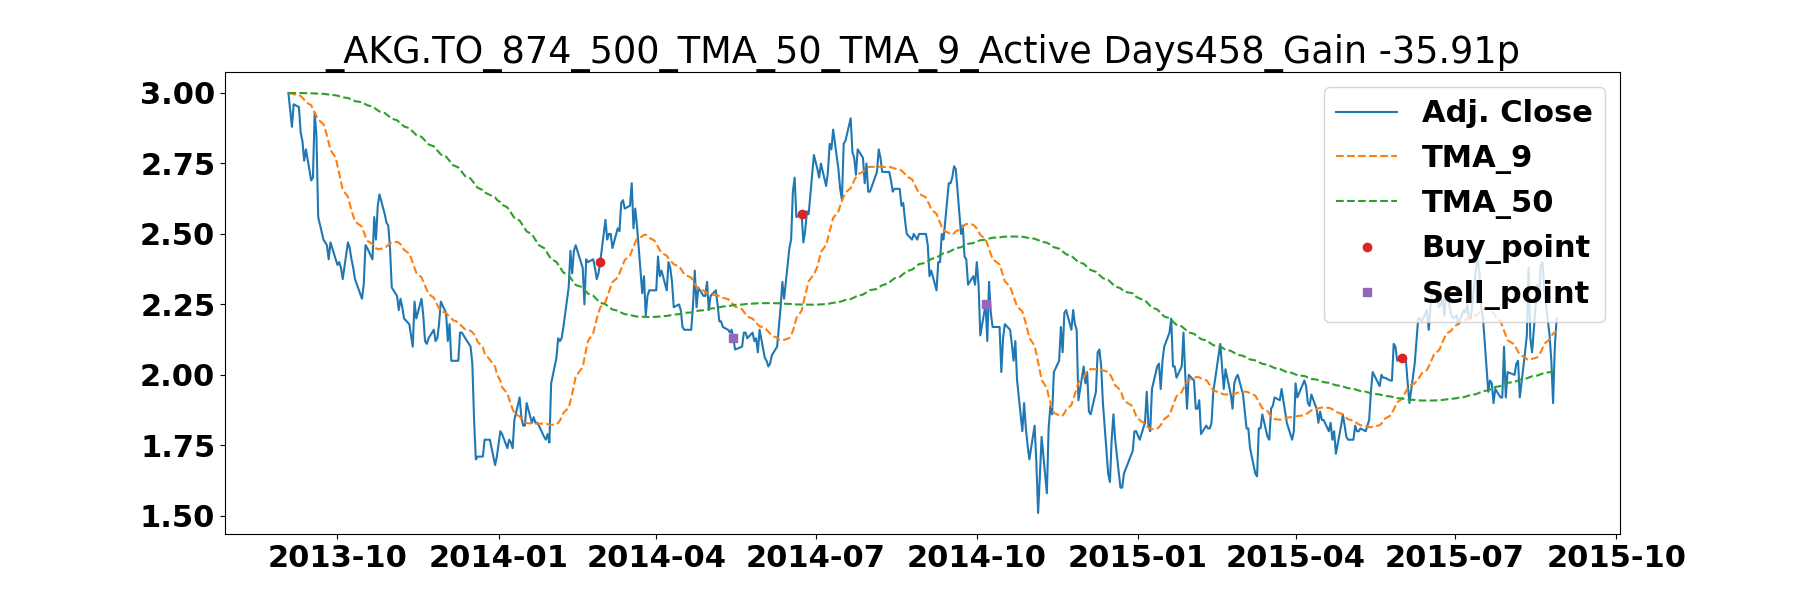 _AKG.TO_874_500_TMA_50_TMA_9_Active Days458_Gain -35.91p
3.00
2.75
2.50
2.25
2.00
1.75
1.50
Adj. Close
TMA_9
TMA_50
Buy_point
Sell_point
2013-10 2014-01 2014-04 2014-07 2014-10 2015-01 2015-04 2015-07 2015-10